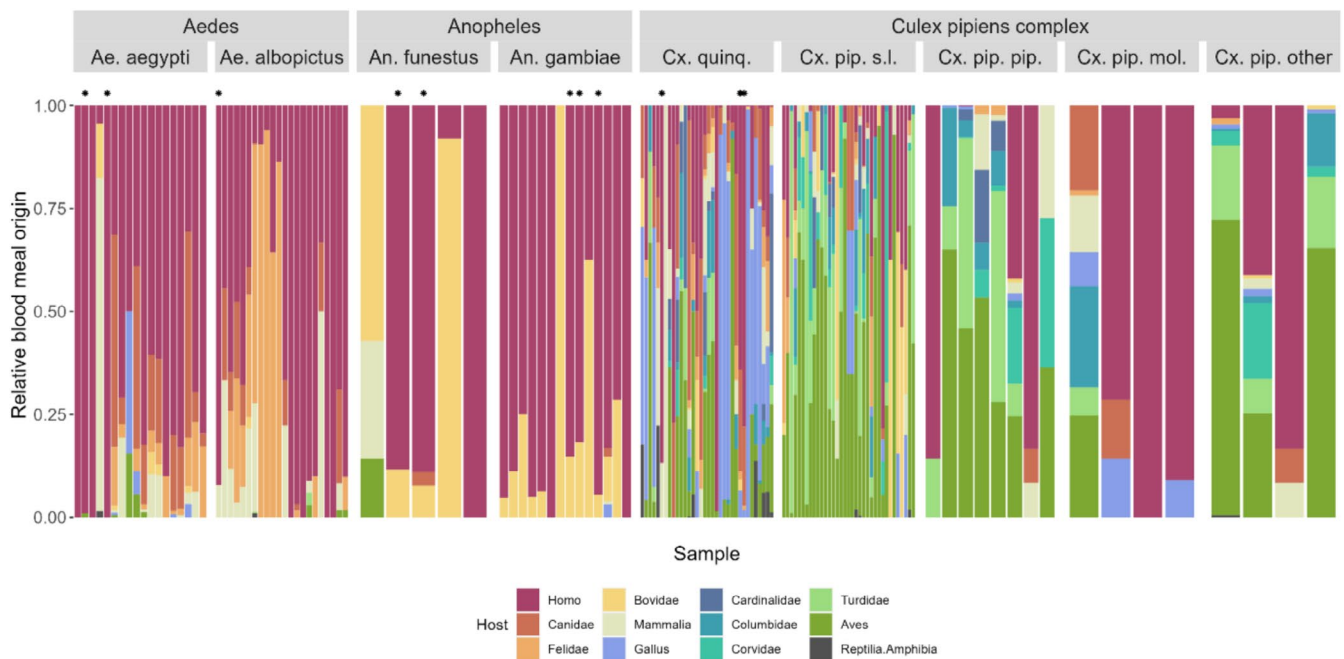 Aedes Anopheles Culex pipiens complex
Ae. aegypti Ae. albopictus An. funestus An. gambiae Cx. quinq. Cx. pip. s.l. Cx. pip. pip. Cx. pip. mol. Cx. pip. other
* * * * * * * * * * *
1.00
0.75
0.50
0.25
0.00
Relative blood meal origin
Sample
Host
Homo Bovidae Cardinalidae Turdidae
Canidae Mammalia Columbidae Aves
Felidae Gallus Corvidae Reptilia.Amphibia